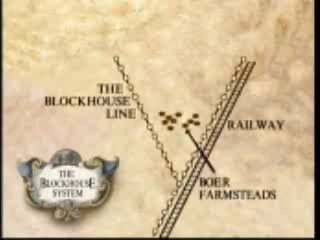 THE
BLOCKHOUSE
LINE
RAILWAY
BOER
FARMSTEADS
THE
BLOCKHOUSE
SYSTEM